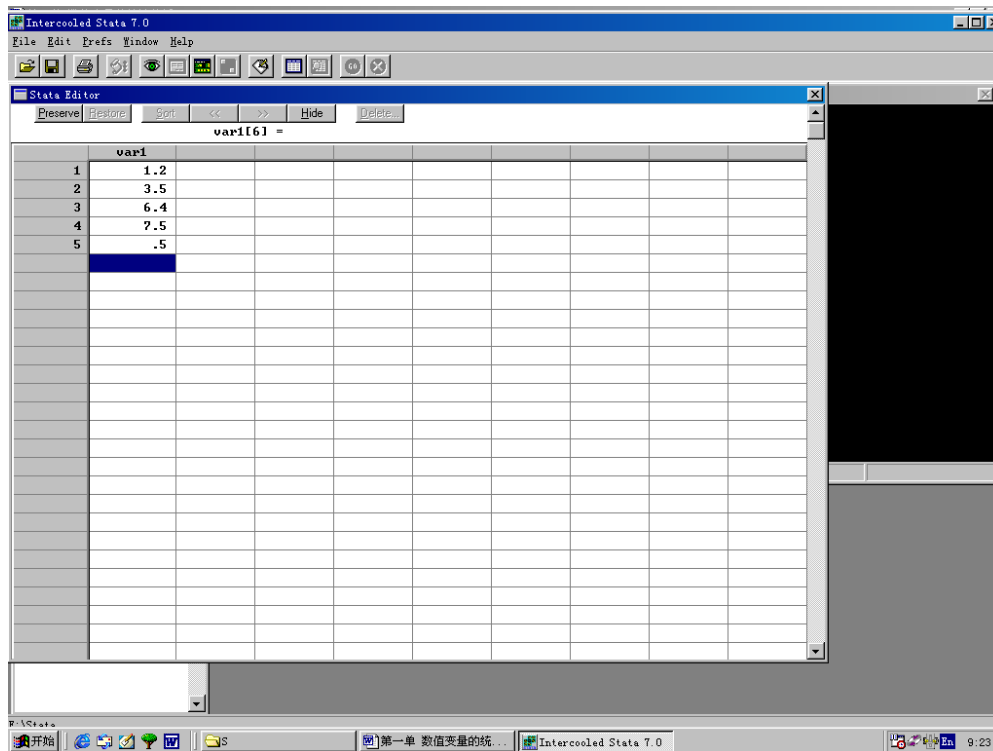 Intercooled Stata 7.0
File Edit Prefs Window Help
Stata Editor
Preserve Restore Sort << >> Hide Delete...
var1[6] =
var1
1 1.2
2 3.5
3 6.4
4 7.5
5 .5
E:\Stata
开始 S 第一单 数值变量的统... Intercooled Stata 7.0 En 9:23